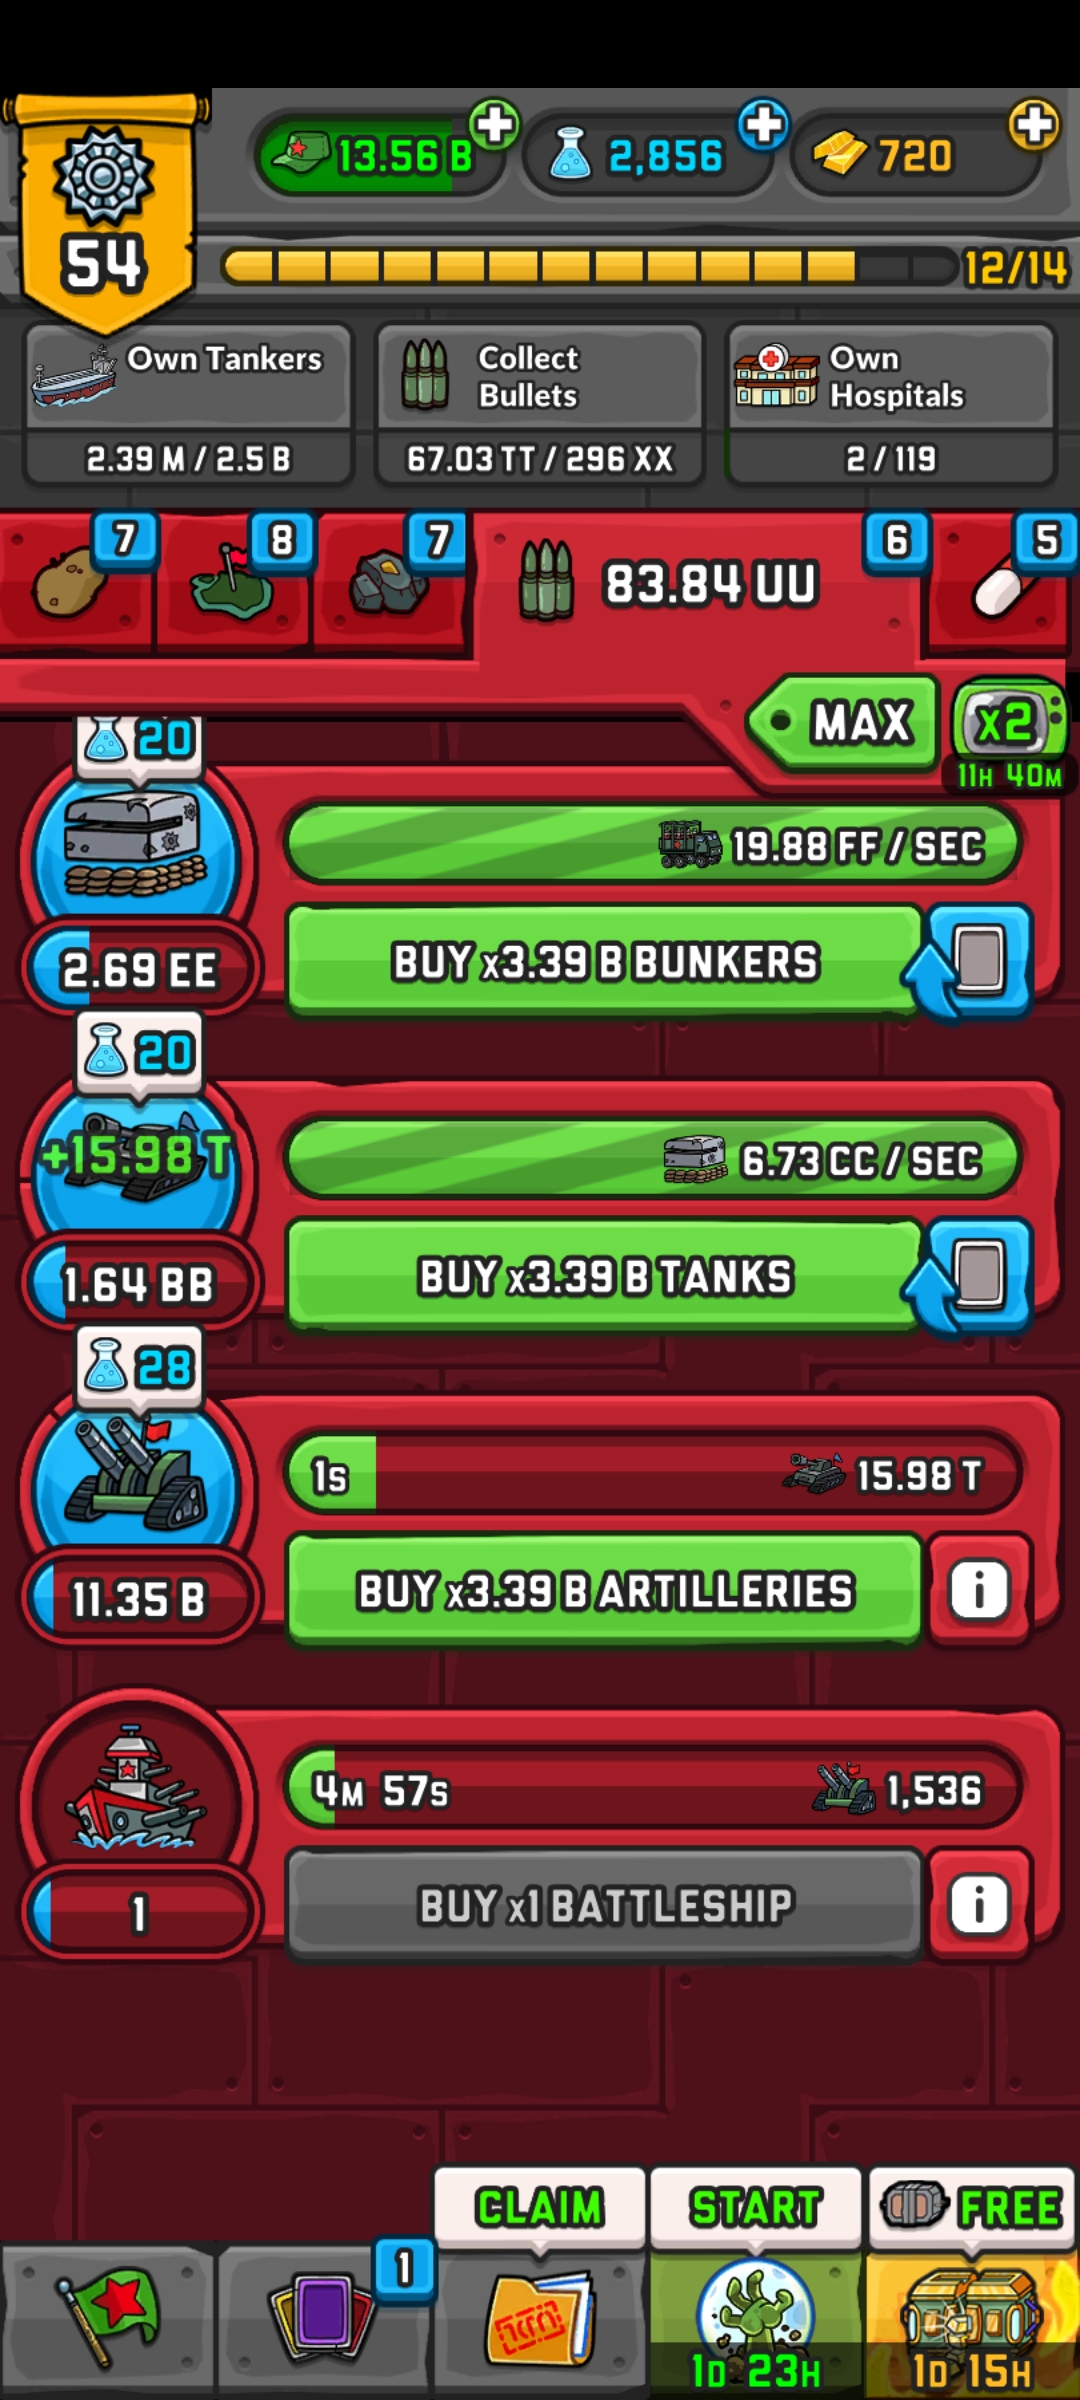 13.56 B
2,856
720
54
12/14
Own Tankers
2.39 M / 2.5 B
Collect
Bullets
67.03 TT / 296 XX
Own
Hospitals
2 / 119
7
8
7
83.84 UU
6
5
MAX
x2
11H 40M
20
19.88 FF / SEC
BUY x3.39 B BUNKERS
2.69 EE
20
+15.98 T
6.73 CC / SEC
BUY x3.39 B TANKS
1.64 BB
28
1S
15.98 T
BUY x3.39 B ARTILLERIES
i
11.35 B
4M 57S
1,536
BUY x1 BATTLESHIP
i
1
CLAIM
START
FREE
1
1D 23H
1D 15H